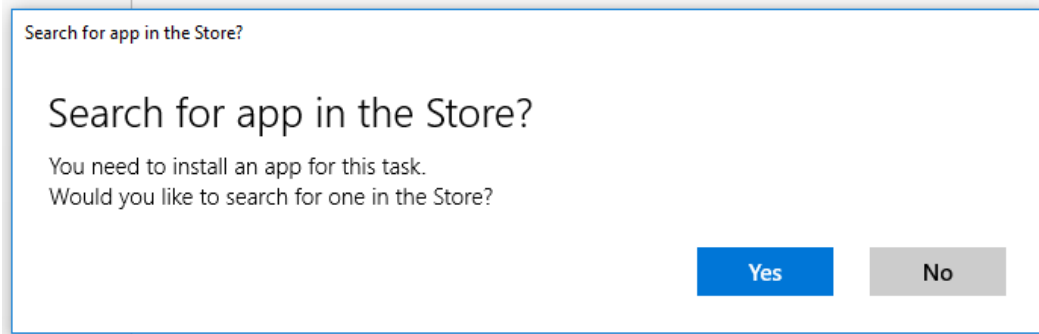 Search for app in the Store?
Search for app in the Store?
You need to install an app for this task.
Would you like to search for one in the Store?
Yes
No